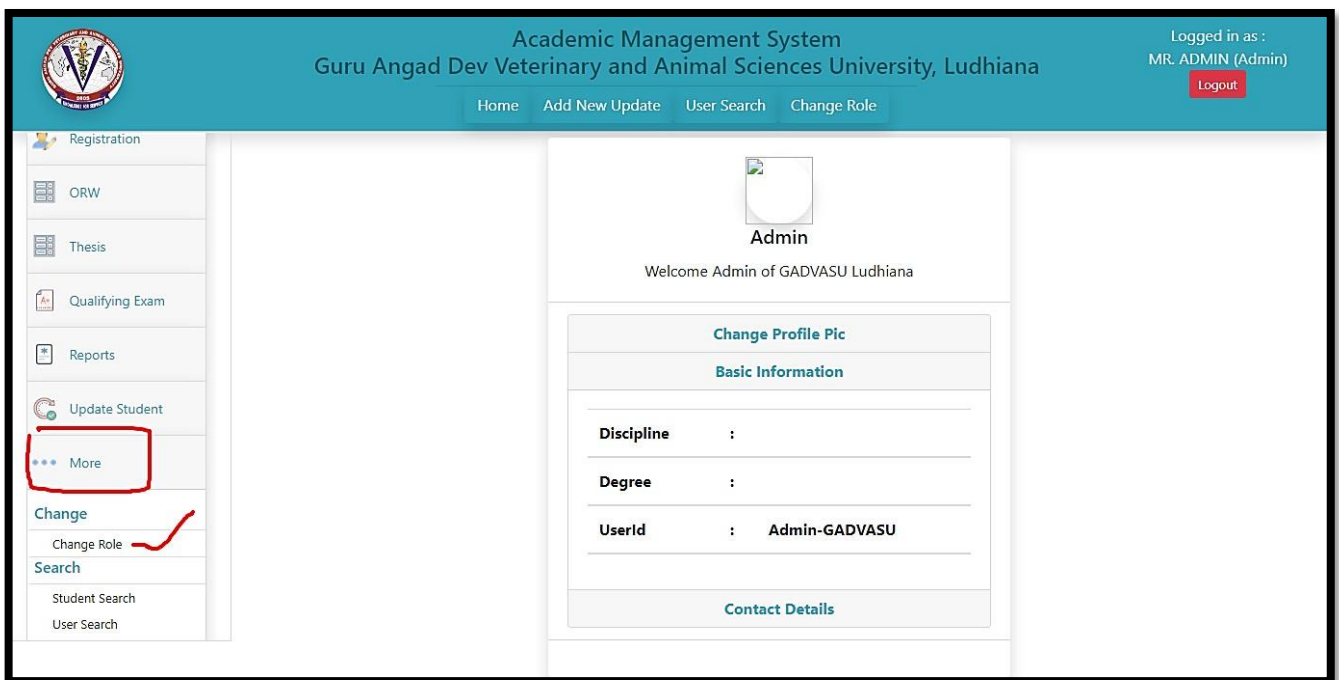 Academic Management System
Guru Angad Dev Veterinary and Animal Sciences University, Ludhiana
Logged in as :
MR. ADMIN (Admin)
Logout
Home Add New Update User Search Change Role
Registration
ORW
Thesis
Qualifying Exam
Reports
Update Student
More
Change
Change Role
Search
Student Search
User Search
Admin
Welcome Admin of GADVASU Ludhiana
Change Profile Pic
Basic Information
Discipline :
Degree :
UserId : Admin-GADVASU
Contact Details